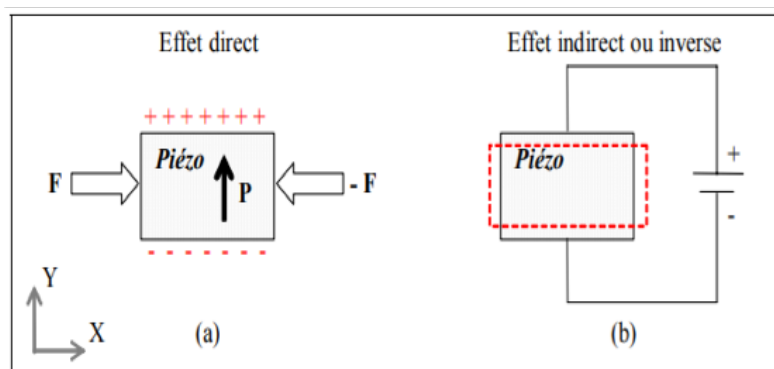 Effet direct
+ + + + + + +
Piézo
F
P
- F
- - - - - - -
Y
X
(a)
Effet indirect ou inverse
Piézo
+
-
(b)